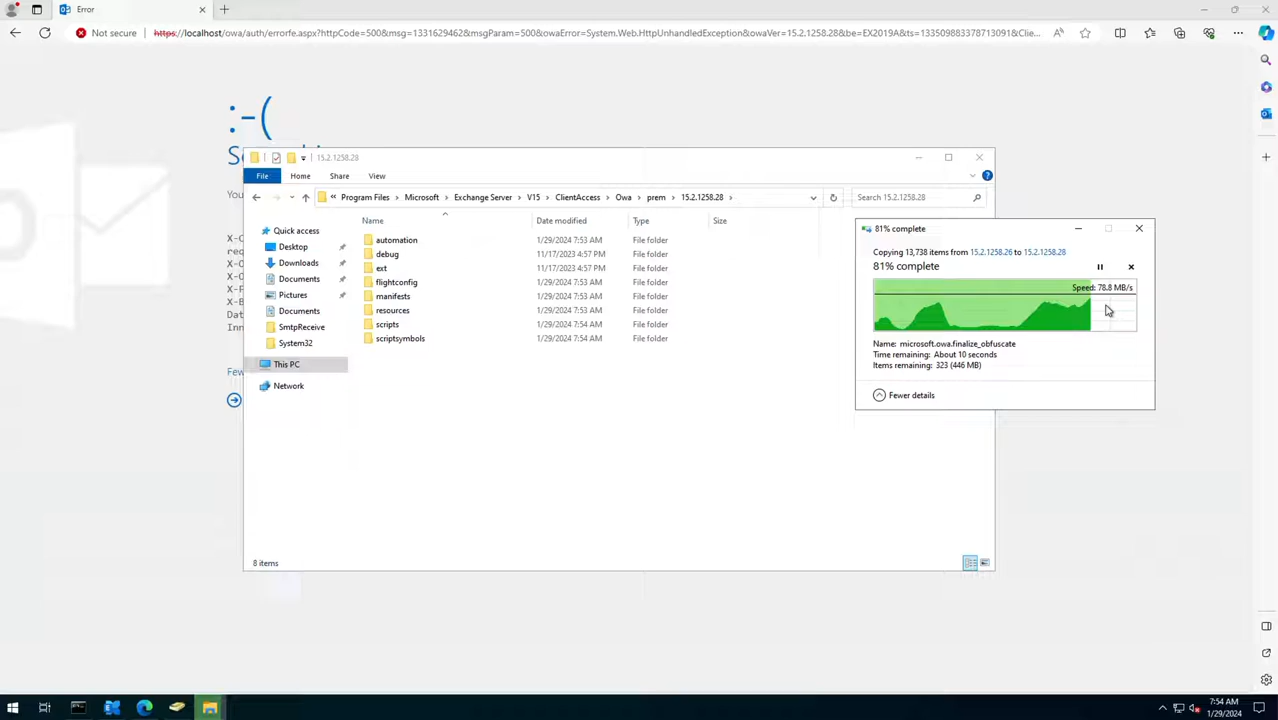 Error
Not secure
https://localhost/owa/auth/errorfe.aspx?httpCode=500&msg=1331629462&msgParam=500&owaError=System.Web.HttpUnhandledException&owaVer=15.2.1258.28&be=EX2019A&ts=133509883378713091&Clie...
:-(
15.2.1258.28
File
Home
Share
View
« Program Files > Microsoft > Exchange Server > V15 > ClientAccess > Owa > prem > 15.2.1258.28 >
Search 15.2.1258.28
Name
Date modified
Type
Size
Quick access
Desktop
Downloads
Documents
Pictures
Documents
SmtpReceive
System32
This PC
Network
automation 1/29/2024 7:53 AM File folder
debug 11/17/2023 4:57 PM File folder
ext 11/17/2023 4:57 PM File folder
flightconfig 1/29/2024 7:53 AM File folder
manifests 1/29/2024 7:53 AM File folder
resources 1/29/2024 7:53 AM File folder
scripts 1/29/2024 7:54 AM File folder
scriptsymbols 1/29/2024 7:54 AM File folder
8 items
81% complete
Copying 13,738 items from 15.2.1258.26 to 15.2.1258.28
81% complete
Speed: 78.8 MB/s
Name: microsoft.owa.finalize_obfuscate
Time remaining: About 10 seconds
Items remaining: 323 (446 MB)
Fewer details
You
X-C
req
X-C
X-F
X-B
Dat
Inn
Few
7:54 AM
1/29/2024